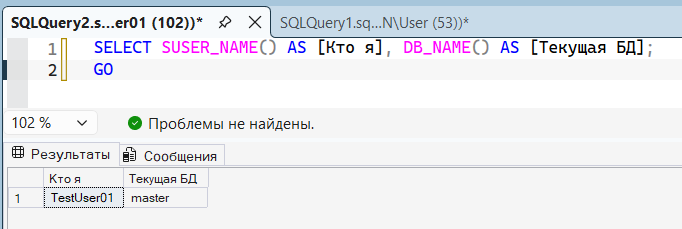 SQLQuery2.s...er01 (102))* SQLQuery1.sq...N\User (53))*
1 SELECT SUSER_NAME() AS [Кто я], DB_NAME() AS [Текущая БД];
2 GO
102 % Проблемы не найдены.
Результаты Сообщения
Кто я Текущая БД
1 TestUser01 master